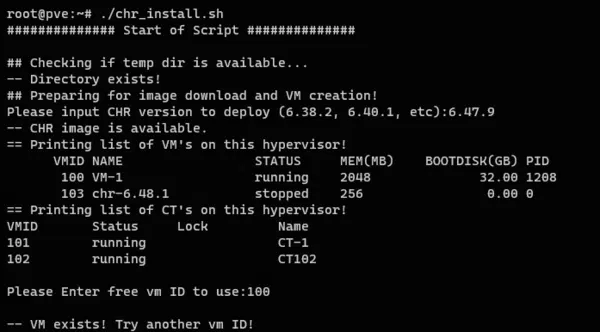 root@pve:~# ./chr_install.sh
############## Start of Script ##############
## Checking if temp dir is available...
-- Directory exists!
## Preparing for image download and VM creation!
Please input CHR version to deploy (6.38.2, 6.40.1, etc):6.47.9
-- CHR image is available.
== Printing list of VM's on this hypervisor!
VMID NAME STATUS MEM(MB) BOOTDISK(GB) PID
100 VM-1 running 2048 32.00 1208
103 chr-6.48.1 stopped 256 0.00 0
== Printing list of CT's on this hypervisor!
VMID Status Lock Name
101 running CT-1
102 running CT102
Please Enter free vm ID to use:100
-- VM exists! Try another vm ID!